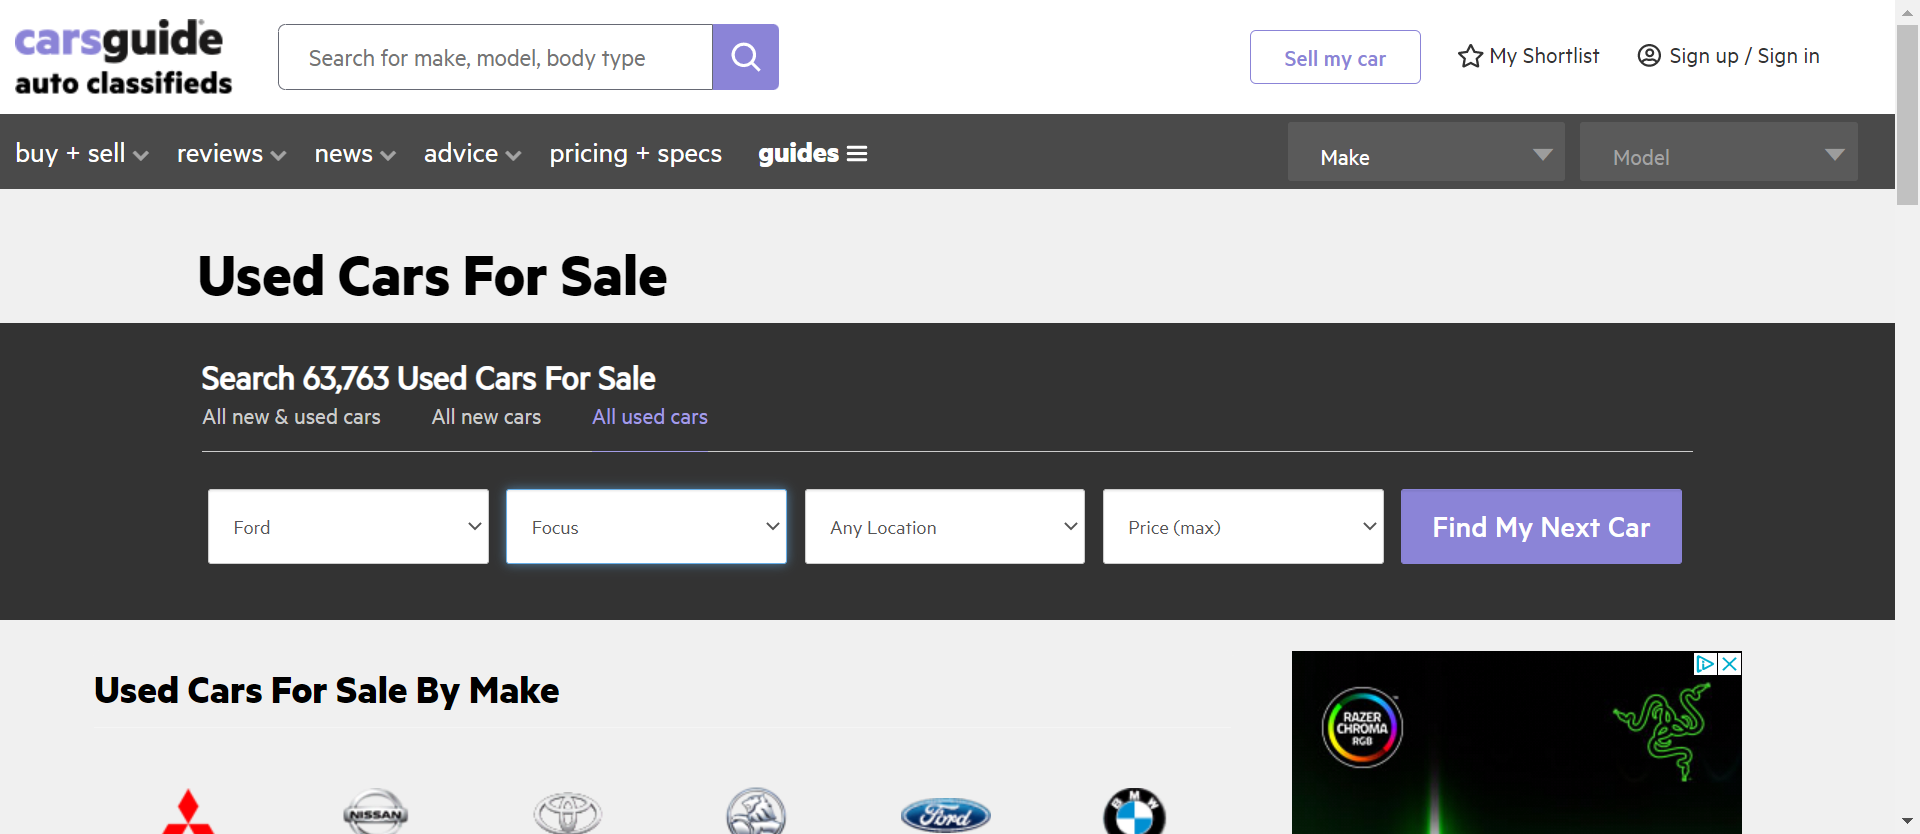 carsguide
auto classifieds
Search for make, model, body type
Sell my car
My Shortlist
Sign up / Sign in
buy + sell
reviews
news
advice
pricing + specs
guides
Make
Model
Used Cars For Sale
Search 63,763 Used Cars For Sale
All new & used cars
All new cars
All used cars
Ford
Focus
Any Location
Price (max)
Find My Next Car
Used Cars For Sale By Make
RAZER
CHROMA
RGB
NISSAN
Ford
BMW